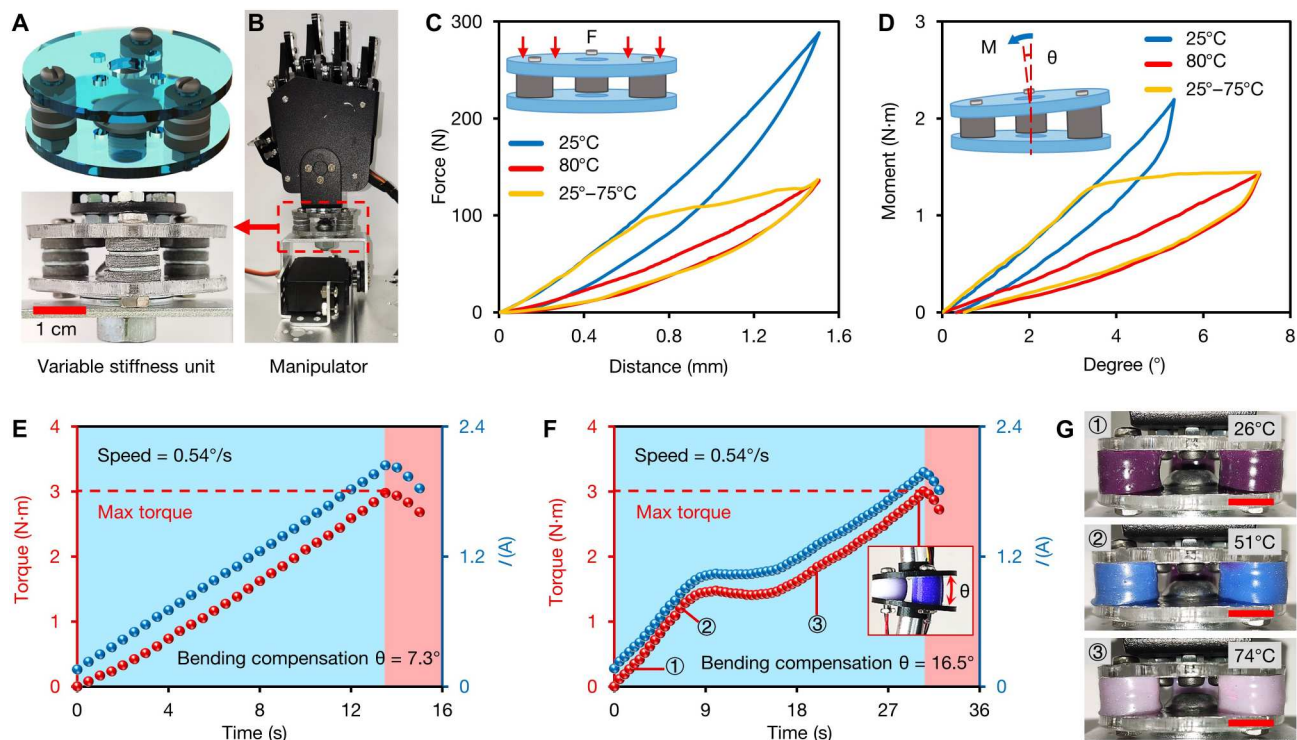 A
B
1 cm
Variable stiffness unit
Manipulator
C
Force (N)
300
200
100
0
F
25°C
80°C
25°–75°C
0
0.4
0.8
1.2
1.6
Distance (mm)
D
Moment (N·m)
3
2
1
0
M
θ
25°C
80°C
25°–75°C
0
2
4
6
8
Degree (°)
E
Torque (N·m)
4
3
2
1
0
Speed = 0.54°/s
Max torque
Bending compensation θ = 7.3°
2.4
1.2
0
I (A)
0
4
8
12
16
Time (s)
F
Torque (N·m)
4
3
2
1
0
Speed = 0.54°/s
Max torque
θ
①
②
③
Bending compensation θ = 16.5°
2.4
1.2
0
I (A)
0
9
18
27
36
Time (s)
G
①
26°C
②
51°C
③
74°C